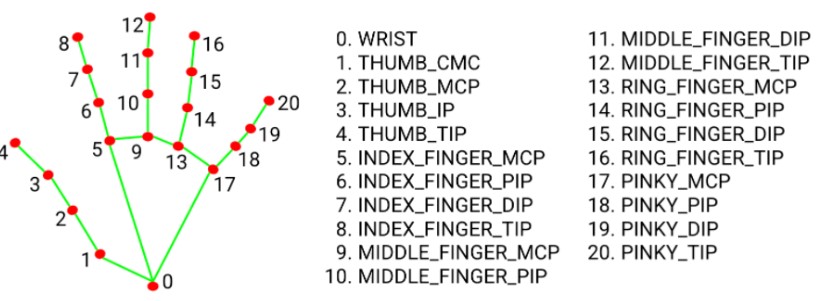 12
8
16
11
7
15
10
20
6
14
19
4
5
9
13
18
3
17
2
1
0
0. WRIST
1. THUMB_CMC
2. THUMB_MCP
3. THUMB_IP
4. THUMB_TIP
5. INDEX_FINGER_MCP
6. INDEX_FINGER_PIP
7. INDEX_FINGER_DIP
8. INDEX_FINGER_TIP
9. MIDDLE_FINGER_MCP
10. MIDDLE_FINGER_PIP
11. MIDDLE_FINGER_DIP
12. MIDDLE_FINGER_TIP
13. RING_FINGER_MCP
14. RING_FINGER_PIP
15. RING_FINGER_DIP
16. RING_FINGER_TIP
17. PINKY_MCP
18. PINKY_PIP
19. PINKY_DIP
20. PINKY_TIP